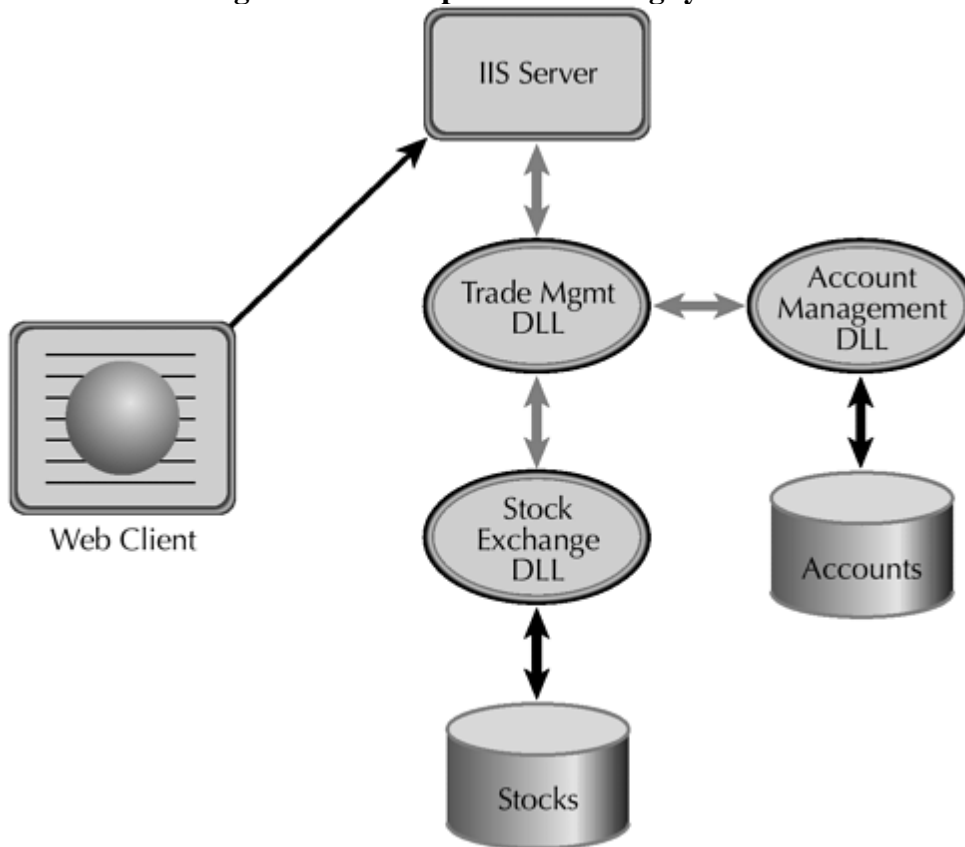 IIS Server
Trade Mgmt
DLL
Account
Management
DLL
Web Client
Stock
Exchange
DLL
Accounts
Stocks